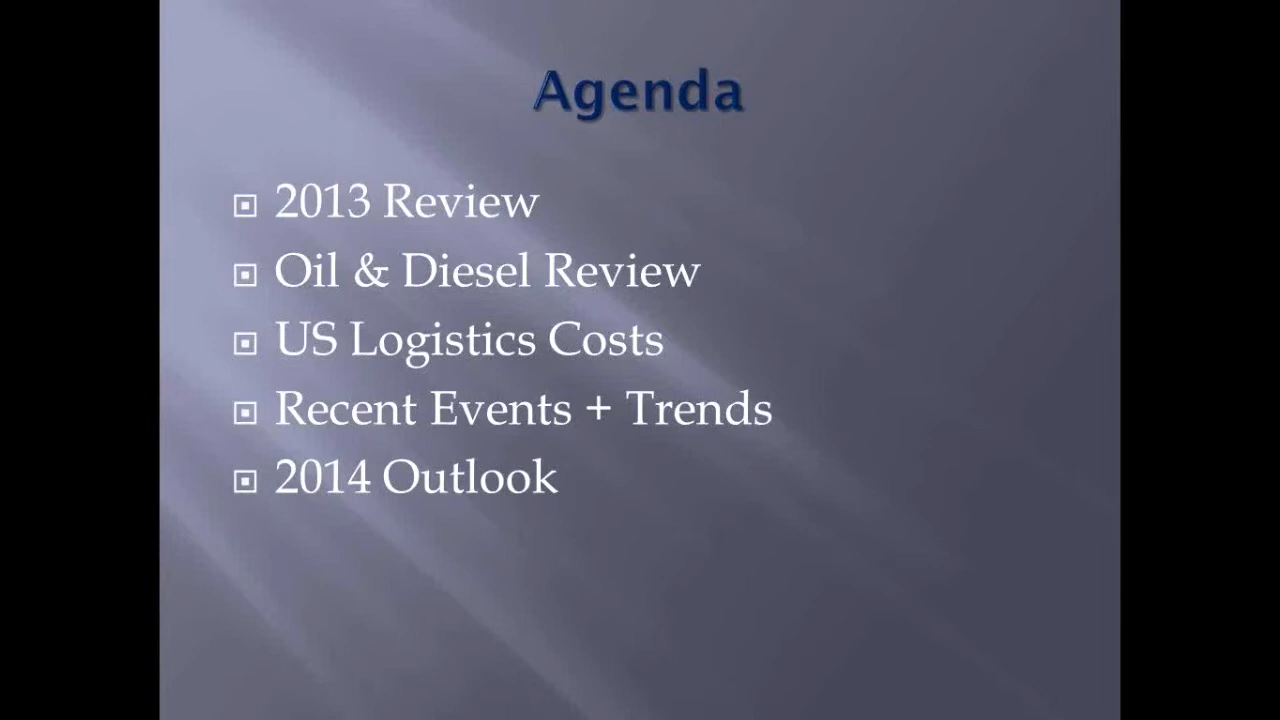 Agenda
2013 Review
Oil & Diesel Review
US Logistics Costs
Recent Events + Trends
2014 Outlook